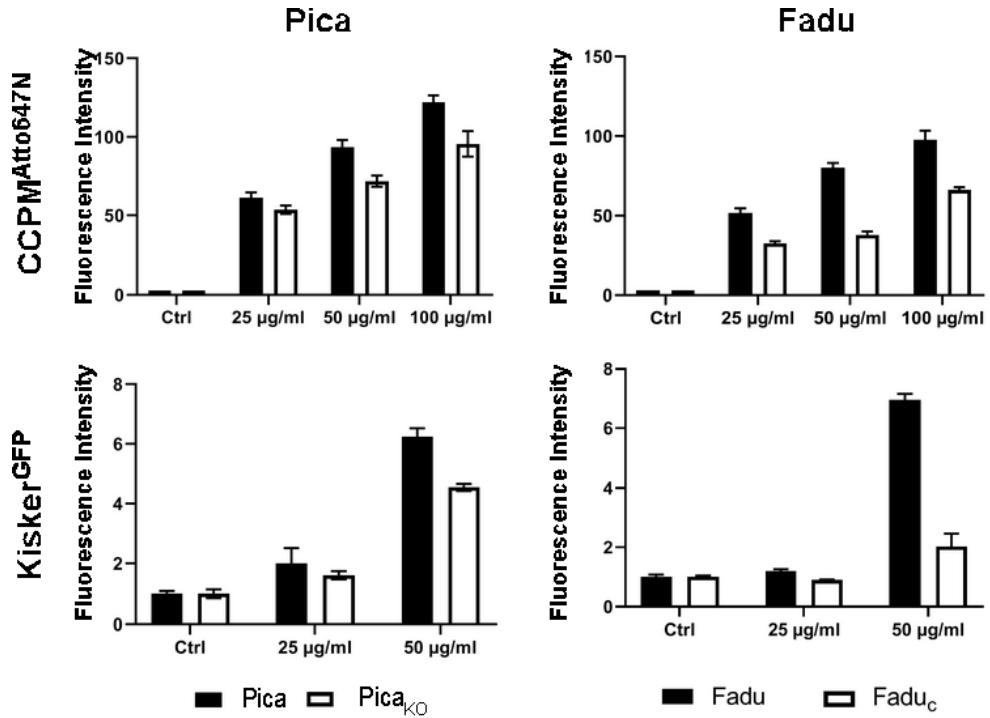 Pica
Fadu
CCPMAtto647N
Fluorescence Intensity
150
100
50
0
Ctrl
25 µg/ml
50 µg/ml
100 µg/ml
Fluorescence Intensity
150
100
50
0
Ctrl
25 µg/ml
50 µg/ml
100 µg/ml
KiskerGFP
Fluorescence Intensity
8
6
4
2
0
Ctrl
25 µg/ml
50 µg/ml
Fluorescence Intensity
8
6
4
2
0
Ctrl
25 µg/ml
50 µg/ml
Pica
PicaKO
Fadu
Faduc